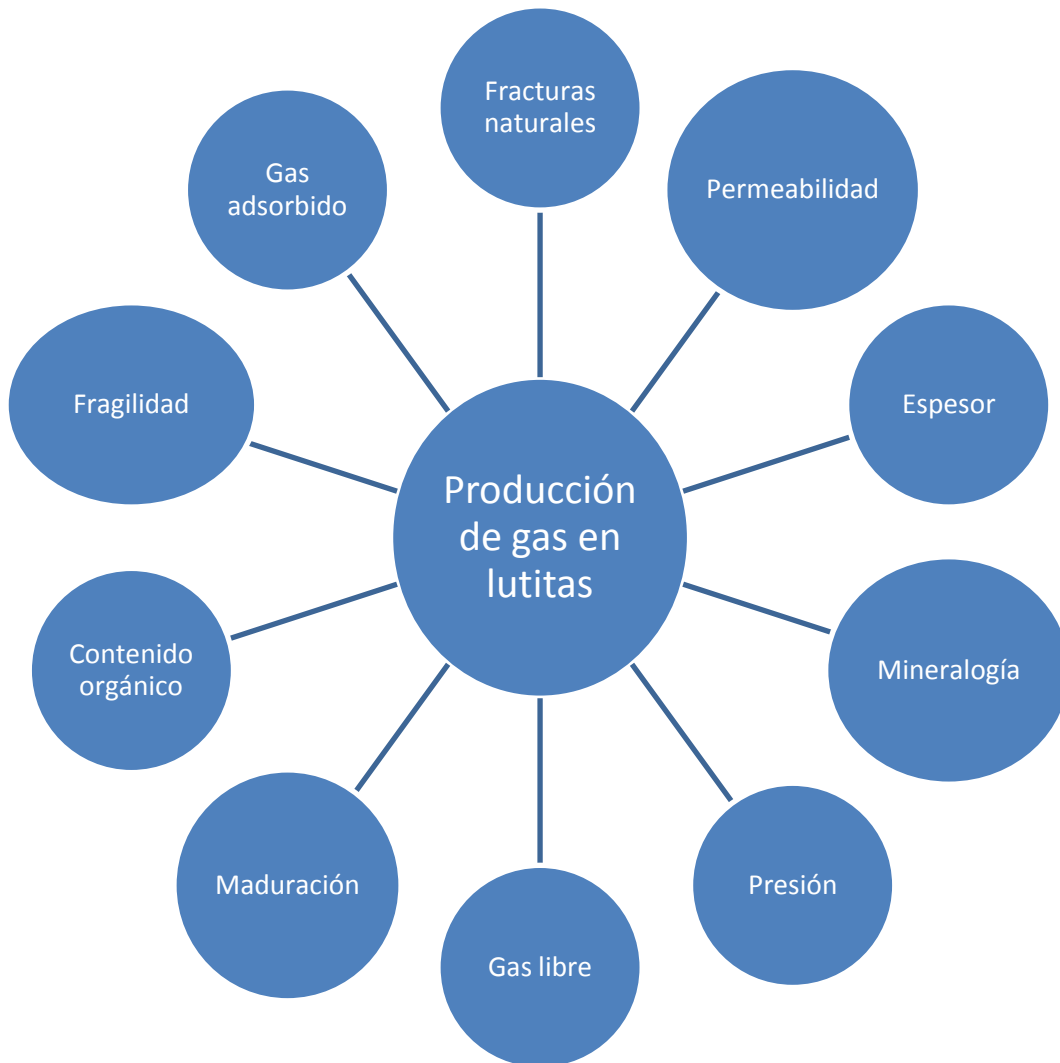 Fracturas
naturales
Permeabilidad
Espesor
Mineralogía
Presión
Gas libre
Maduración
Contenido
orgánico
Fragilidad
Gas
adsorbido
Producción
de gas en
lutitas